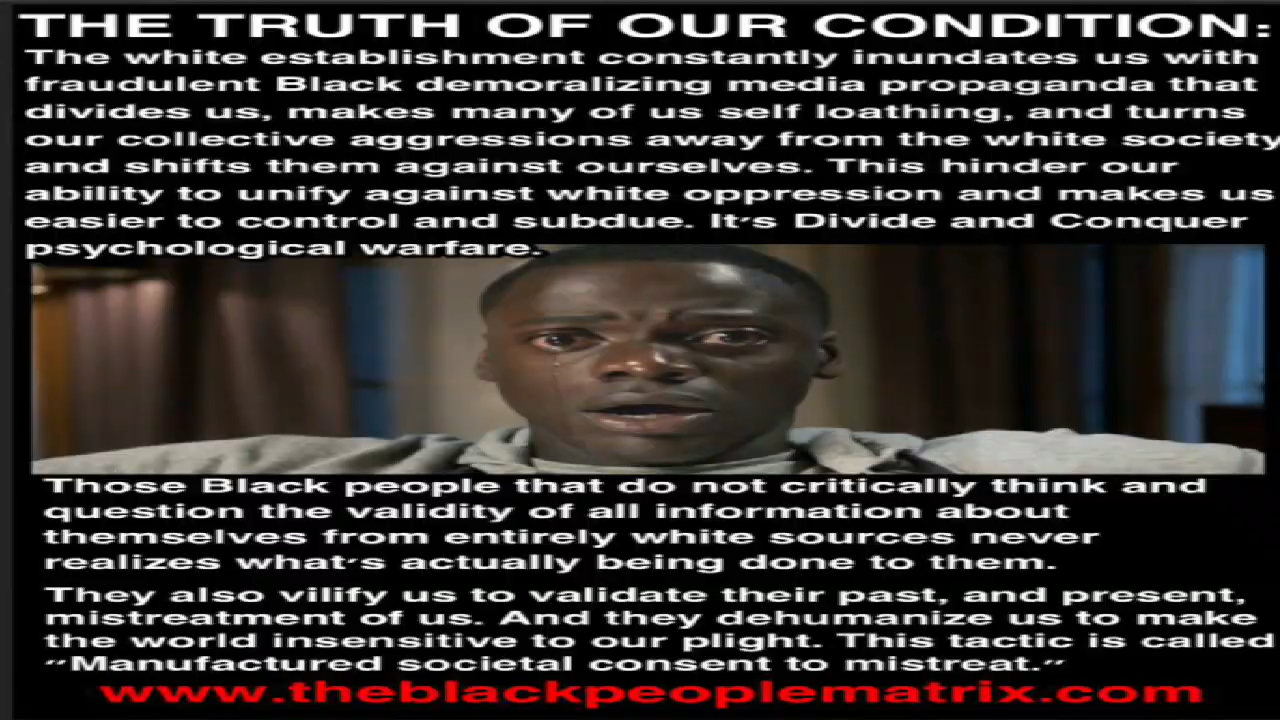 THE TRUTH OF OUR CONDITION:
The white establishment constantly inundates us with
fraudulent Black demoralizing media propaganda that
divides us, makes many of us self loathing, and turns
our collective aggressions away from the white society
and shifts them against ourselves. This hinder our
ability to unify against white oppression and makes us
easier to control and subdue. It's Divide and Conquer
psychological warfare.
Those Black people that do not critically think and
question the validity of all information about
themselves from entirely white sources never
realizes what's actually being done to them.
They also vilify us to validate their past, and present,
mistreatment of us. And they dehumanize us to make
the world insensitive to our plight. This tactic is called
"Manufactured societal consent to mistreat."
www.theblackpeoplematrix.com